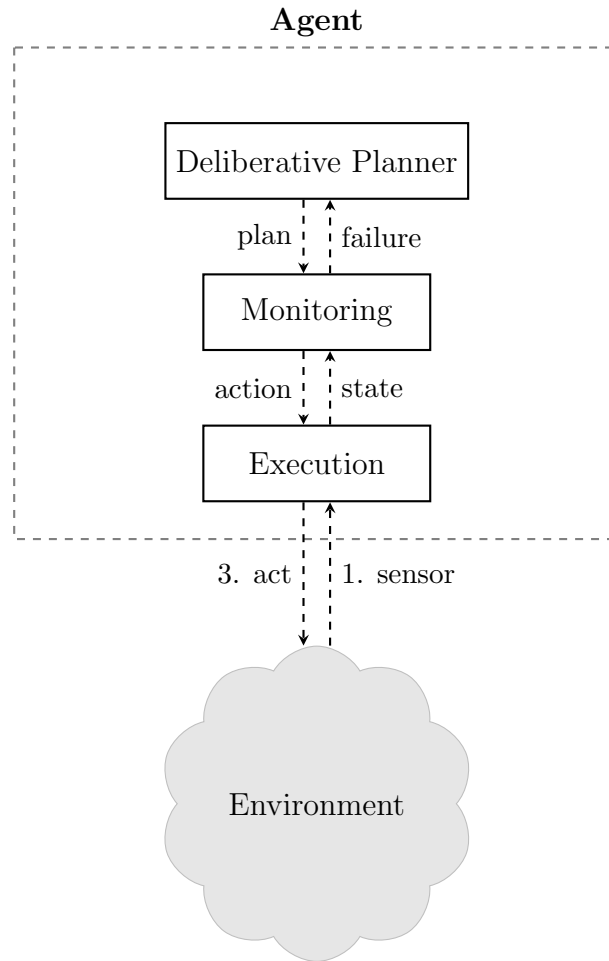 Agent
Deliberative Planner
plan
failure
Monitoring
action
state
Execution
3. act
1. sensor
Environment